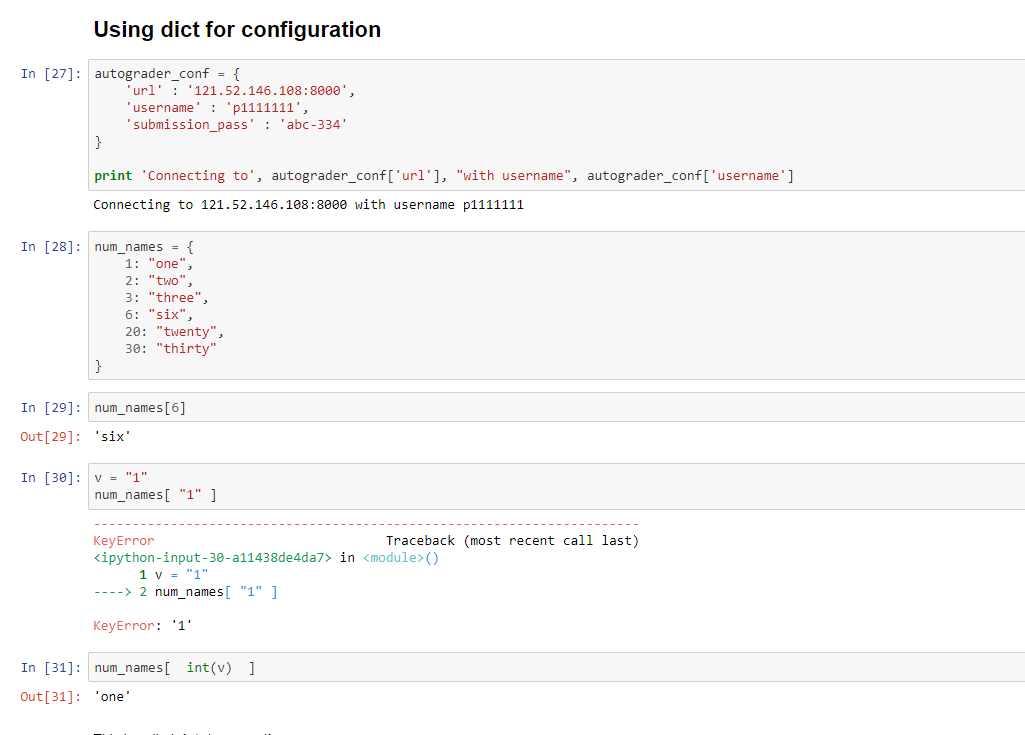 Using dict for configuration
In [27]: autograder_conf = {
'url' : '121.52.146.108:8000',
'username' : 'p1111111',
'submission_pass' : 'abc-334'
}
print 'Connecting to', autograder_conf['url'], "with username", autograder_conf['username']
Connecting to 121.52.146.108:8000 with username p1111111
In [28]: num_names = {
1: "one",
2: "two",
3: "three",
6: "six",
20: "twenty",
30: "thirty"
}
In [29]: num_names[6]
Out[29]: 'six'
In [30]: v = "1"
num_names[ "1" ]
---------------------------------------------------------------------------
KeyError                                  Traceback (most recent call last)
<ipython-input-30-a11438de4da7> in <module>()
1 v = "1"
----> 2 num_names[ "1" ]
KeyError: '1'
In [31]: num_names[  int(v)  ]
Out[31]: 'one'